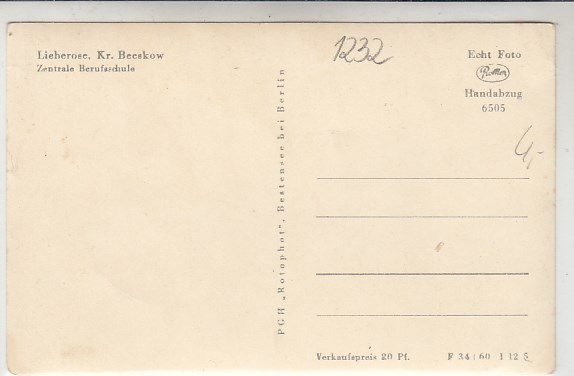 Lieberose, Kr. Beeskow
Zentrale Berufsschule
1232
Echt Foto
Handabzug
6505
4,-
PGH „Rotophot“, Bestensee bei Berlin
Verkaufspreis 20 Pf.
F 34 | 60 1 12 5